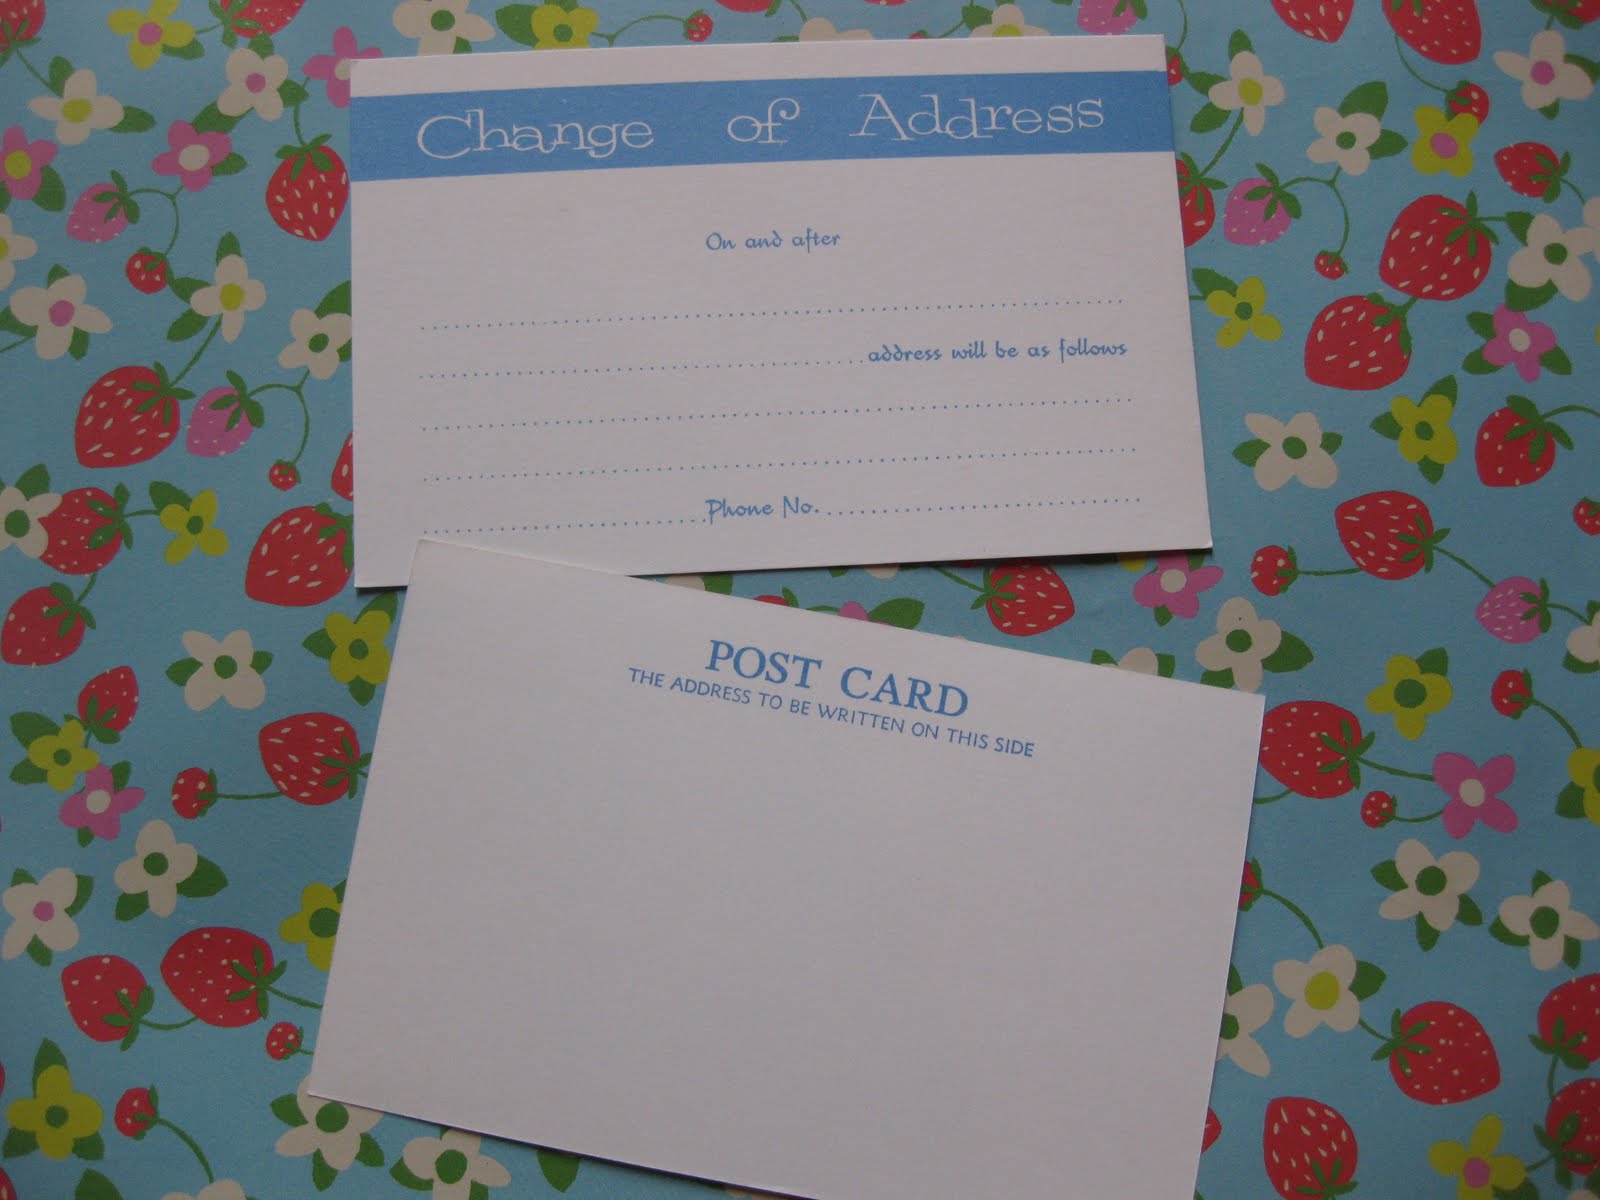 Change of Address
On and after
address will be as follows
Phone No.
POST CARD
THE ADDRESS TO BE WRITTEN ON THIS SIDE